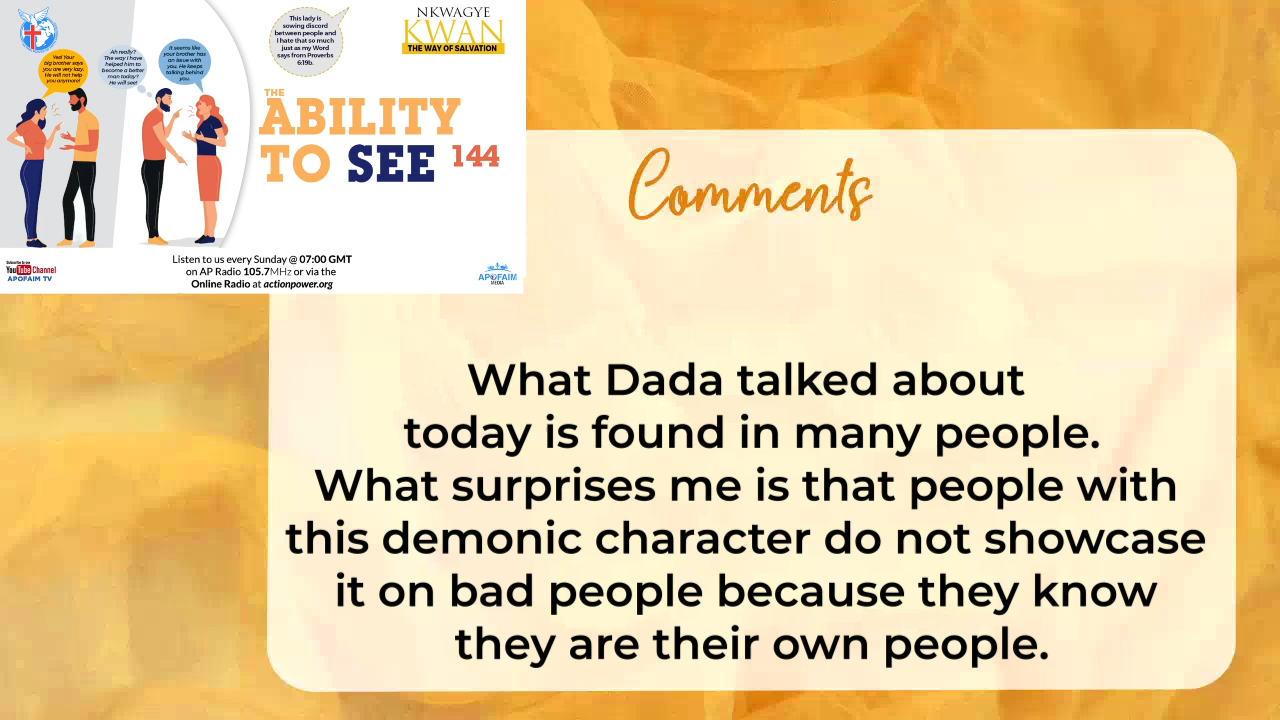 Yes! Your
big brother says
you are very lazy.
He will not help
you anymore!
Ah really?
The way I have
helped him to
become a better
man today?
He will see!
It seems like
your brother has
an issue with
you. He keeps
talking behind
you.
This lady is
sowing discord
between people and
I hate that so much
just as my Word
says from Proverbs
6:19b.
NKWAGYE
KWAN
THE WAY OF SALVATION
THE
ABILITY
TO SEE 144
Subscribe to our
YouTube Channel
APOFAIM TV
Listen to us every Sunday @ 07:00 GMT
on AP Radio 105.7MHz or via the
Online Radio at actionpower.org
APOFAIM
MEDIA
Comments
What Dada talked about
today is found in many people.
What surprises me is that people with
this demonic character do not showcase
it on bad people because they know
they are their own people.